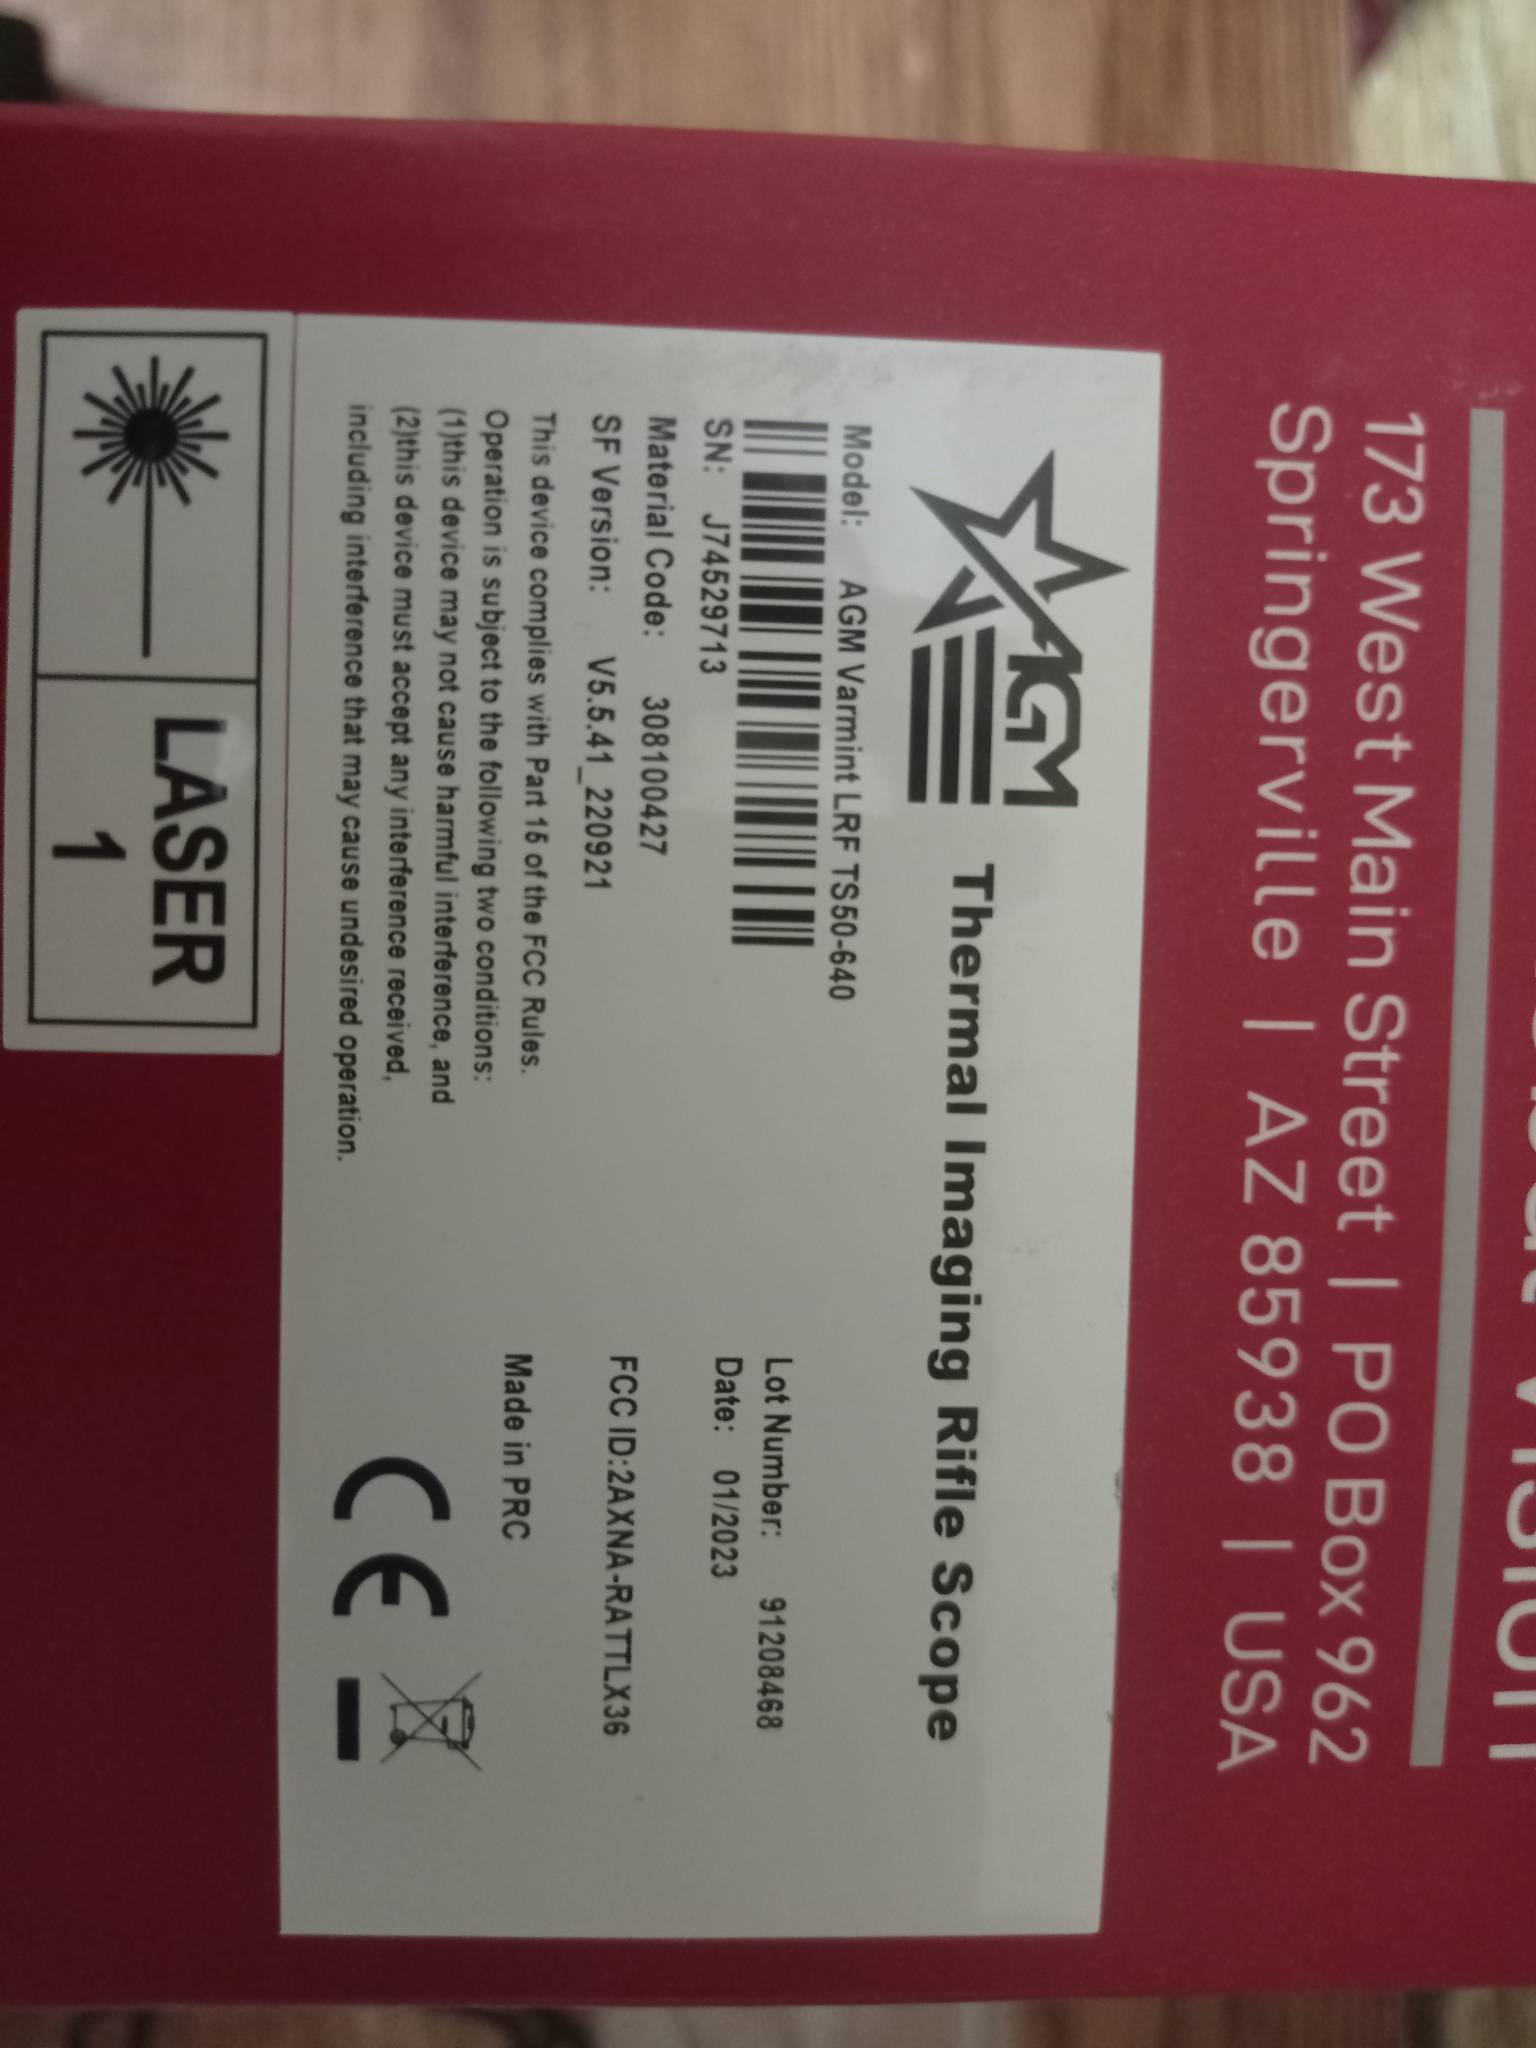 173 West Main Street | PO Box 962
Springerville | AZ 85938 | USA
AGM
Thermal Imaging Rifle Scope
Model: AGM Varmint LRF TS50-640
SN: J74529713
Material Code: 308100427
SF Version: V5.5.41_220921
Lot Number: 91208468
Date: 01/2023
FCC ID:2AXNA-RATTLX36
Made in PRC
This device complies with Part 15 of the FCC Rules.
Operation is subject to the following two conditions:
(1)this device may not cause harmful interference, and
(2)this device must accept any interference received,
including interference that may cause undesired operation.
CE
LASER
1